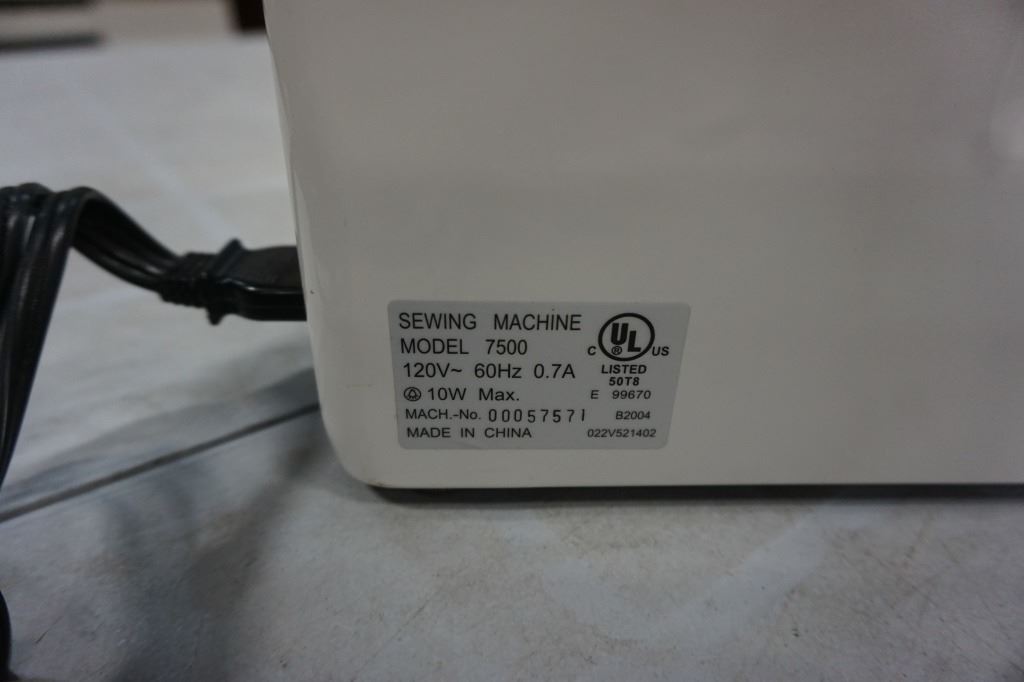 SEWING MACHINE
MODEL 7500
120V~ 60Hz 0.7A
10W Max.
MACH.-No. 00057571
MADE IN CHINA
C UL ® US
LISTED
50T8
E 99670
B2004
022V521402